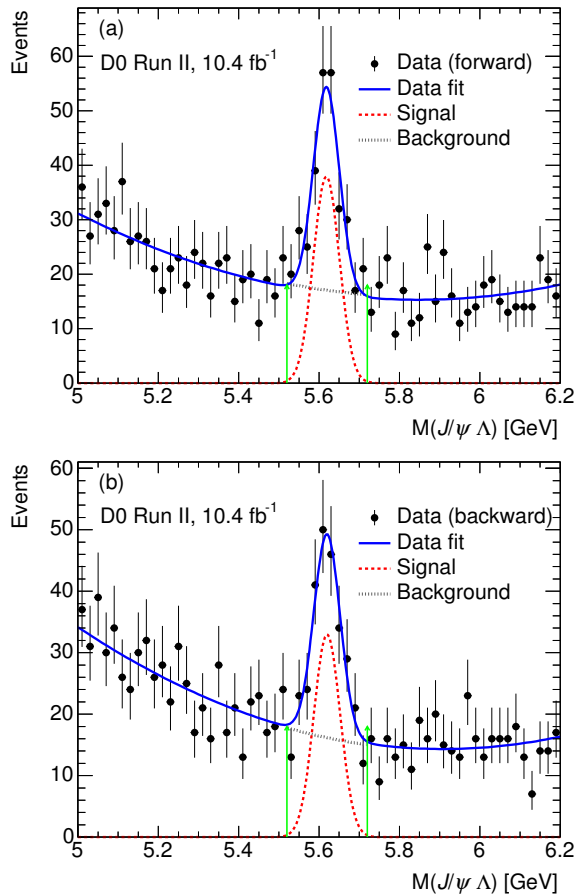 Events
(a)
D0 Run II, 10.4 fb⁻¹
Data (forward)
Data fit
Signal
Background
60
50
40
30
20
10
0
5 5.2 5.4 5.6 5.8 6 6.2
M(J/ψ Λ) [GeV]
Events
(b)
D0 Run II, 10.4 fb⁻¹
Data (backward)
Data fit
Signal
Background
60
50
40
30
20
10
0
5 5.2 5.4 5.6 5.8 6 6.2
M(J/ψ Λ) [GeV]